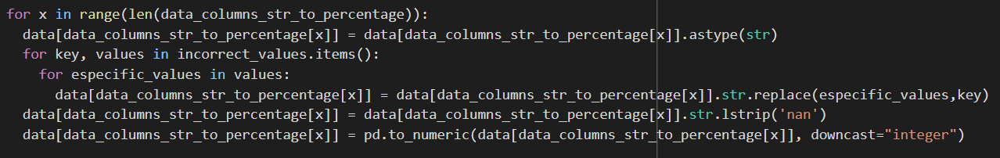 for x in range(len(data_columns_str_to_percentage)):
  data[data_columns_str_to_percentage[x]] = data[data_columns_str_to_percentage[x]].astype(str)
  for key, values in incorrect_values.items():
    for especific_values in values:
      data[data_columns_str_to_percentage[x]] = data[data_columns_str_to_percentage[x]].str.replace(especific_values,key)
  data[data_columns_str_to_percentage[x]] = data[data_columns_str_to_percentage[x]].str.lstrip('nan')
  data[data_columns_str_to_percentage[x]] = pd.to_numeric(data[data_columns_str_to_percentage[x]], downcast="integer")